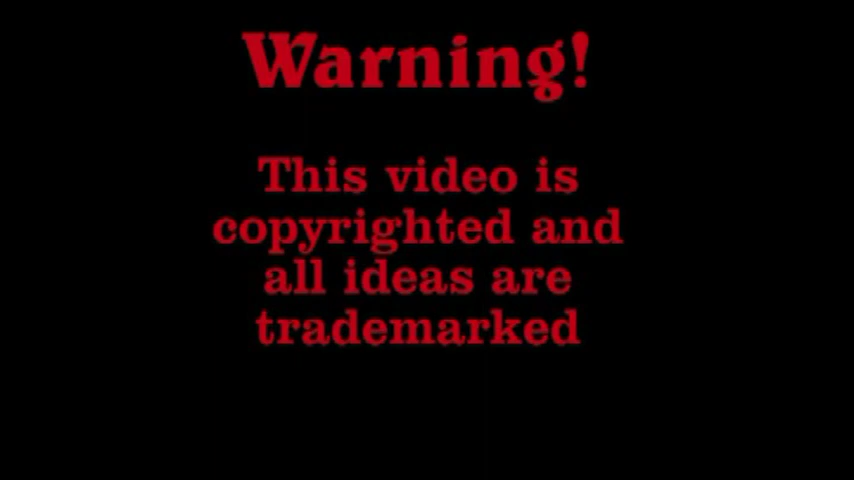 Warning!
This video is
copyrighted and
all ideas are
trademarked